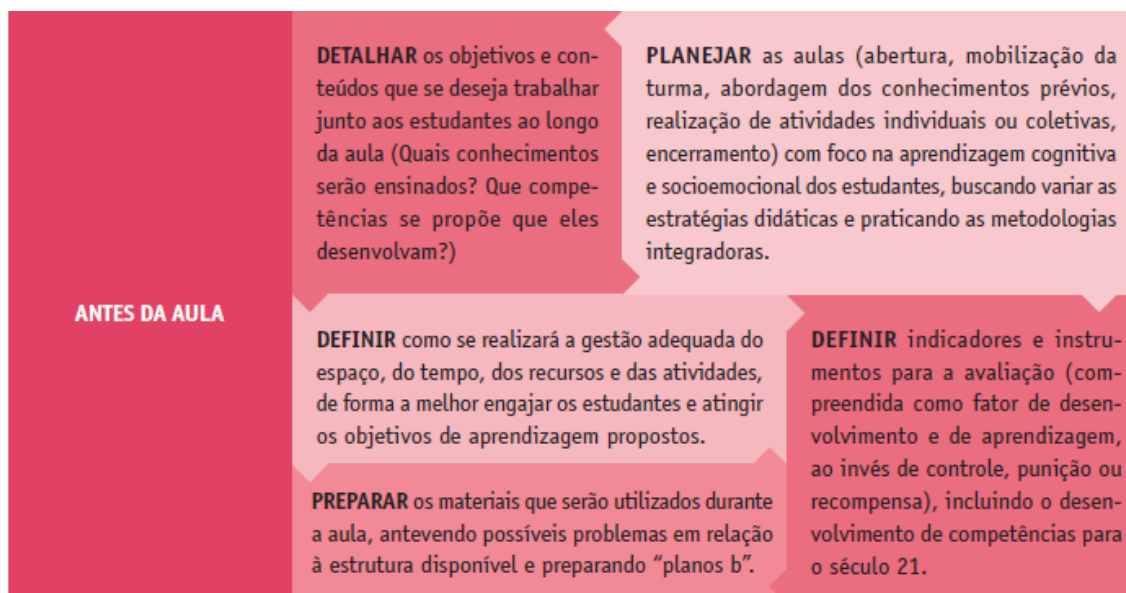 ANTES DA AULA
DETALHAR os objetivos e con-
teúdos que se deseja trabalhar
junto aos estudantes ao longo
da aula (Quais conhecimentos
serão ensinados? Que compe-
tências se propõe que eles
desenvolvam?)
PLANEJAR as aulas (abertura, mobilização da
turma, abordagem dos conhecimentos prévios,
realização de atividades individuais ou coletivas,
encerramento) com foco na aprendizagem cognitiva
e socioemocional dos estudantes, buscando variar as
estratégias didáticas e praticando as metodologias
integradoras.
DEFINIR como se realizará a gestão adequada do
espaço, do tempo, dos recursos e das atividades,
de forma a melhor engajar os estudantes e atingir
os objetivos de aprendizagem propostos.
DEFINIR indicadores e instru-
mentos para a avaliação (com-
preendida como fator de desen-
volvimento e de aprendizagem,
ao invés de controle, punição ou
recompensa), incluindo o desen-
volvimento de competências para
o século 21.
PREPARAR os materiais que serão utilizados durante
a aula, antevendo possíveis problemas em relação
à estrutura disponível e preparando “planos b”.